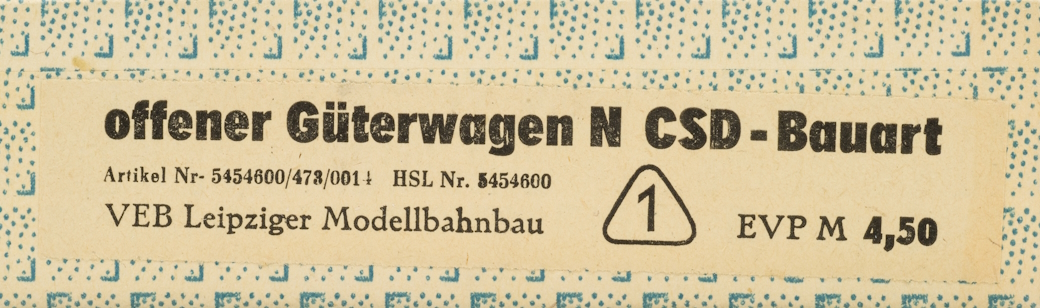 offener Güterwagen N CSD-Bauart
Artikel Nr- 5454600/473/001 HSL Nr. 5454600
VEB Leipziger Modellbahnbau
1
EVP M 4,50